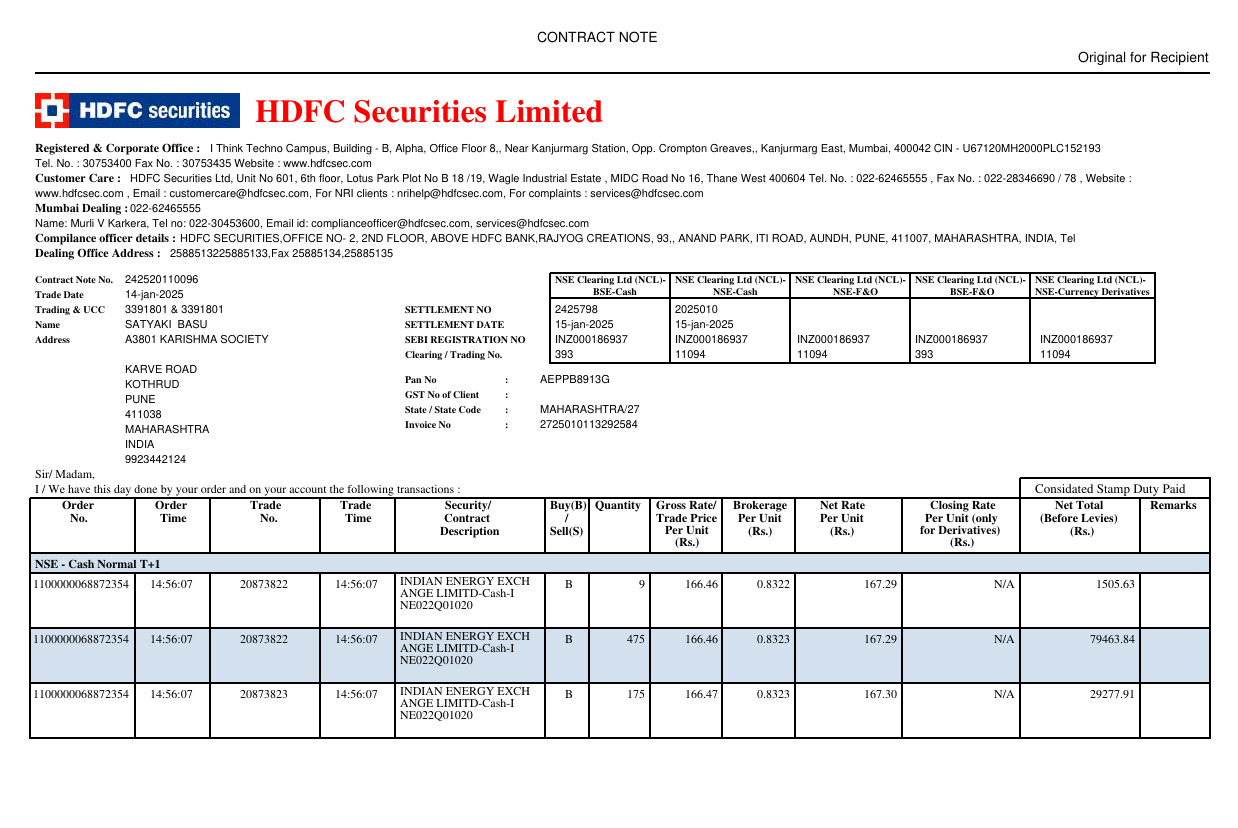 CONTRACT NOTE
Original for Recipient
HDFC securities HDFC Securities Limited
Registered & Corporate Office : I Think Techno Campus, Building - B, Alpha, Office Floor 8,, Near Kanjurmarg Station, Opp. Crompton Greaves,, Kanjurmarg East, Mumbai, 400042 CIN - U67120MH2000PLC152193
Tel. No. : 30753400 Fax No. : 30753435 Website : www.hdfcsec.com
Customer Care : HDFC Securities Ltd, Unit No 601, 6th floor, Lotus Park Plot No B 18 /19, Wagle Industrial Estate , MIDC Road No 16, Thane West 400604 Tel. No. : 022-62465555 , Fax No. : 022-28346690 / 78 , Website :
www.hdfcsec.com , Email : customercare@hdfcsec.com, For NRI clients : nrihelp@hdfcsec.com, For complaints : services@hdfcsec.com
Mumbai Dealing : 022-62465555
Name: Murli V Karkera, Tel no: 022-30453600, Email id: complianceofficer@hdfcsec.com, services@hdfcsec.com
Compilance officer details : HDFC SECURITIES,OFFICE NO- 2, 2ND FLOOR, ABOVE HDFC BANK,RAJYOG CREATIONS, 93,, ANAND PARK, ITI ROAD, AUNDH, PUNE, 411007, MAHARASHTRA, INDIA, Tel
Dealing Office Address : 2588513225885133,Fax 25885134,25885135
Contract Note No. 242520110096
Trade Date 14-jan-2025
Trading & UCC 3391801 & 3391801
Name SATYAKI BASU
Address A3801 KARISHMA SOCIETY
KARVE ROAD
KOTHRUD
PUNE
411038
MAHARASHTRA
INDIA
9923442124
NSE Clearing Ltd (NCL)- NSE Clearing Ltd (NCL)- NSE Clearing Ltd (NCL)- NSE Clearing Ltd (NCL)- NSE Clearing Ltd (NCL)-
BSE-Cash NSE-Cash NSE-F&O BSE-F&O NSE-Currency Derivatives
SETTLEMENT NO 2425798 2025010
SETTLEMENT DATE 15-jan-2025 15-jan-2025
SEBI REGISTRATION NO INZ000186937 INZ000186937 INZ000186937 INZ000186937 INZ000186937
Clearing / Trading No. 393 11094 11094 393 11094
Pan No : AEPPB8913G
GST No of Client :
State / State Code : MAHARASHTRA/27
Invoice No : 2725010113292584
Sir/ Madam,
I / We have this day done by your order and on your account the following transactions :
Considated Stamp Duty Paid
Order Order Trade Trade Security/ Buy(B) Quantity Gross Rate/ Brokerage Net Rate Closing Rate Net Total Remarks
No. Time No. Time Contract / Trade Price Per Unit Per Unit Per Unit (only (Before Levies)
Description Sell(S) Per Unit (Rs.) (Rs.) for Derivatives) (Rs.)
(Rs.) (Rs.)
NSE - Cash Normal T+1
1100000068872354 14:56:07 20873822 14:56:07 INDIAN ENERGY EXCH B 9 166.46 0.8322 167.29 N/A 1505.63
ANGE LIMITD-Cash-I
NE022Q01020
1100000068872354 14:56:07 20873822 14:56:07 INDIAN ENERGY EXCH B 475 166.46 0.8323 167.29 N/A 79463.84
ANGE LIMITD-Cash-I
NE022Q01020
1100000068872354 14:56:07 20873823 14:56:07 INDIAN ENERGY EXCH B 175 166.47 0.8323 167.30 N/A 29277.91
ANGE LIMITD-Cash-I
NE022Q01020